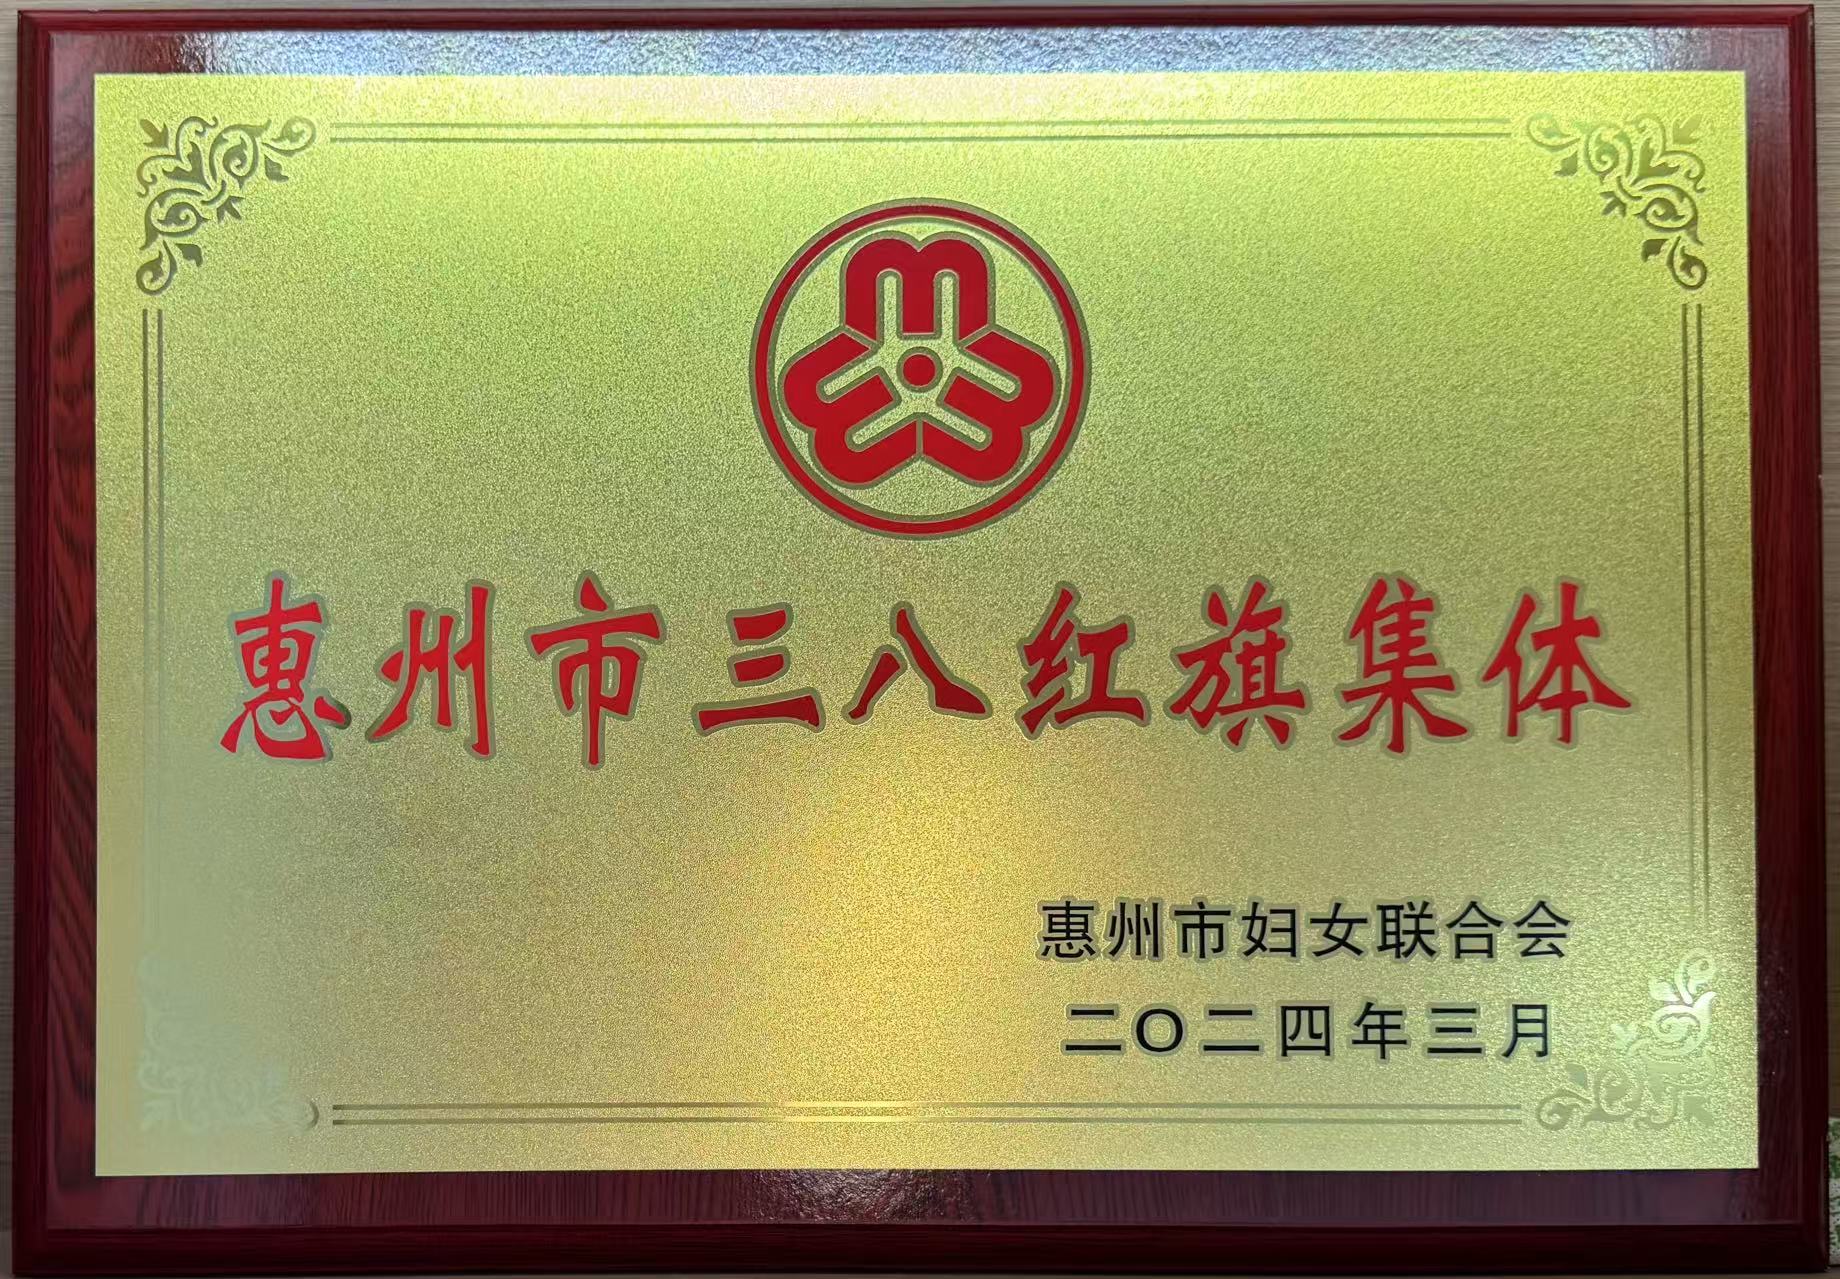 惠州市三八红旗集体
惠州市妇女联合会
二〇二四年三月